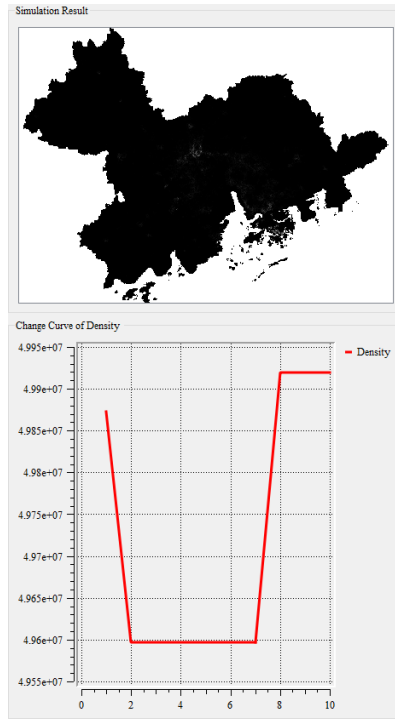 Simulation Result
Change Curve of Density
Density
4.995e+07
4.99e+07
4.985e+07
4.98e+07
4.975e+07
4.97e+07
4.965e+07
4.96e+07
4.955e+07
0 2 4 6 8 10